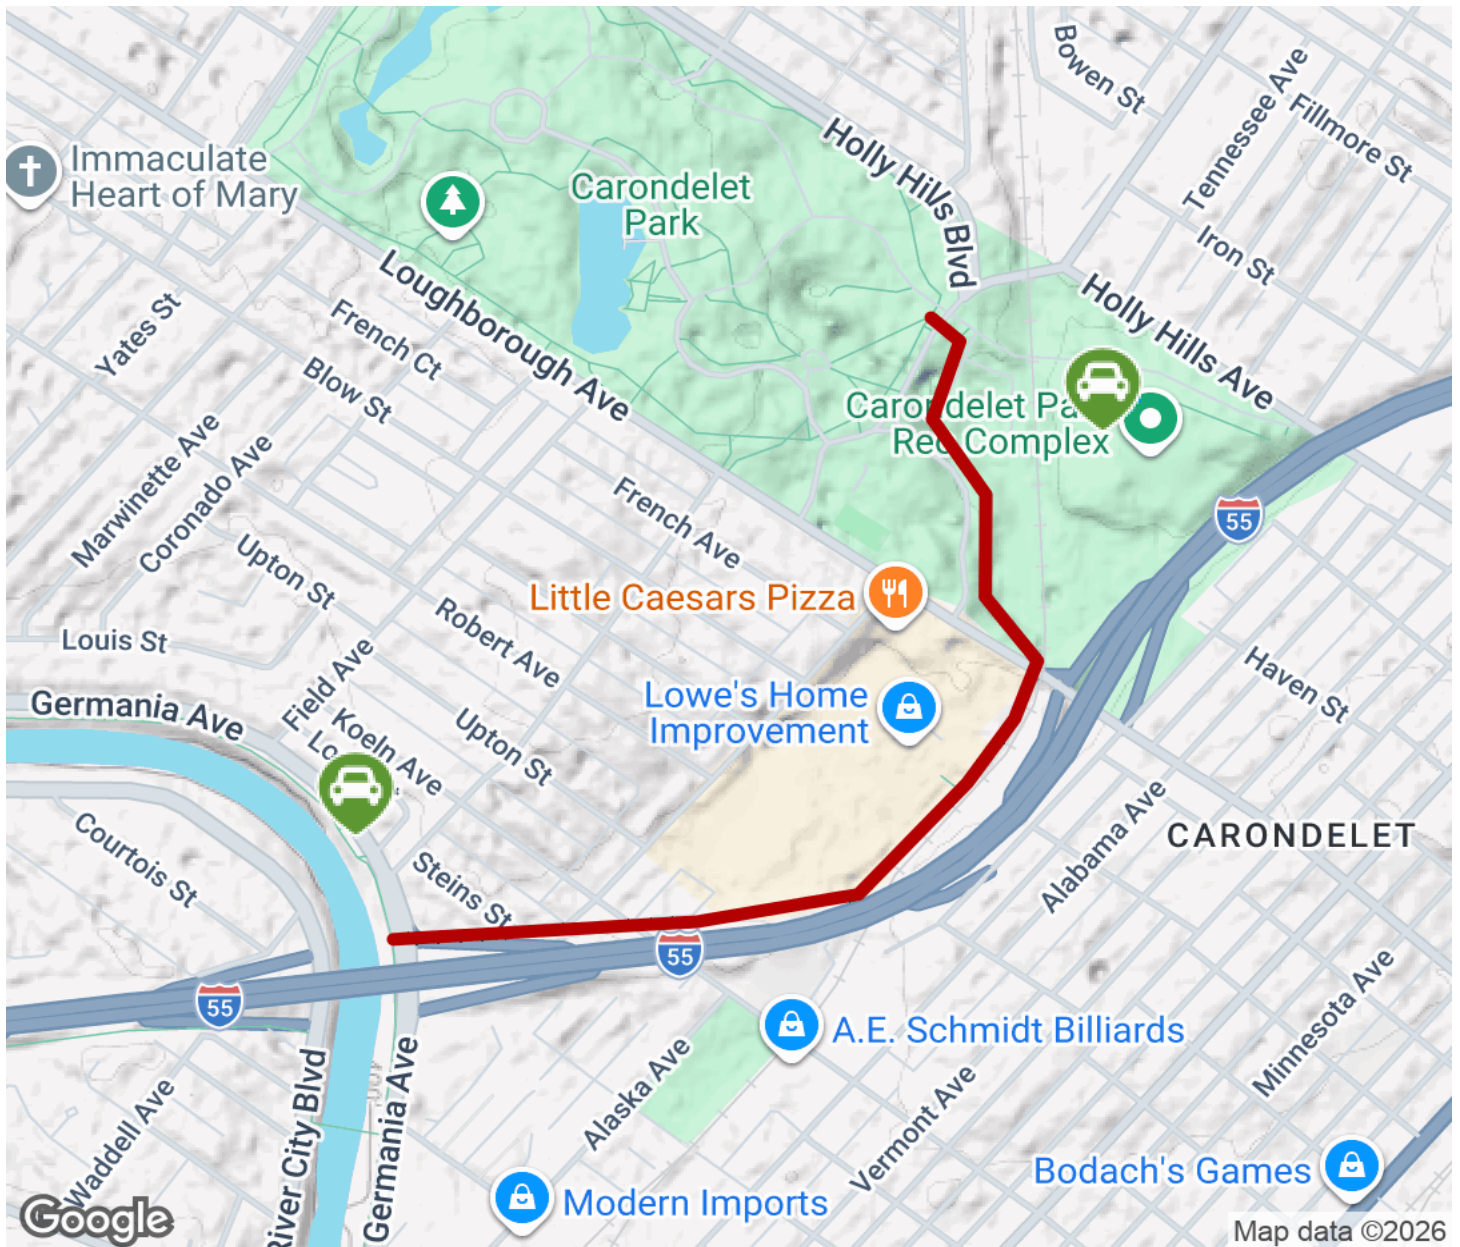 Bowen St
Tennessee Ave
Fillmore St
Holly Hills Blvd
Immaculate
Heart of Mary
Carondelet
Park
Iron St
Loughborough Ave
Holly Hills Ave
Yates St
French Ct
Blow St
Carondelet Pa
Rec Complex
Marwinette Ave
Coronado Ave
French Ave
55
Upton St
Little Caesars Pizza
Robert Ave
Louis St
Haven St
Field Ave
Germania Ave
Lowe's Home
Improvement
Koeln Ave
Upton St
Courtois St
Alabama Ave
CARONDELET
Steins St
55
55
A.E. Schmidt Billiards
Minnesota Ave
Alaska Ave
Vermont Ave
Waddell Ave
River City Blvd
Germania Ave
Bodach's Games
Modern Imports
Google
Map data ©2026